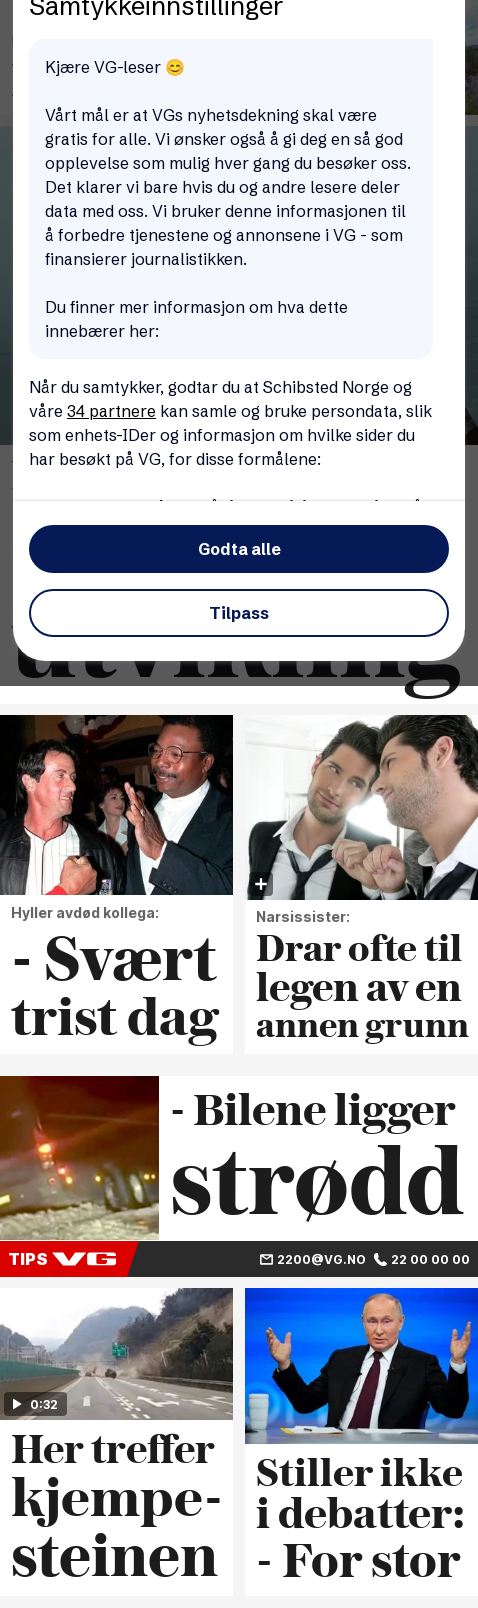 Samtykkeinnstillinger
Kjære VG-leser 😊
Vårt mål er at VGs nyhetsdekning skal være
gratis for alle. Vi ønsker også å gi deg en så god
opplevelse som mulig hver gang du besøker oss.
Det klarer vi bare hvis du og andre lesere deler
data med oss. Vi bruker denne informasjonen til
å forbedre tjenestene og annonsene i VG - som
finansierer journalistikken.
Du finner mer informasjon om hva dette
innebærer her:
Når du samtykker, godtar du at Schibsted Norge og
våre 34 partnere kan samle og bruke persondata, slik
som enhets-IDer og informasjon om hvilke sider du
har besøkt på VG, for disse formålene:
Godta alle
Tilpass
utvikling
Hyller avdød kollega:
- Svært
trist dag
Narsissister:
Drar ofte til
legen av en
annen grunn
- Bilene ligger
strødd
TIPS VG
2200@VG.NO 22 00 00 00
0:32
Her treffer
kjempe-
steinen
Stiller ikke
i debatter:
- For stor